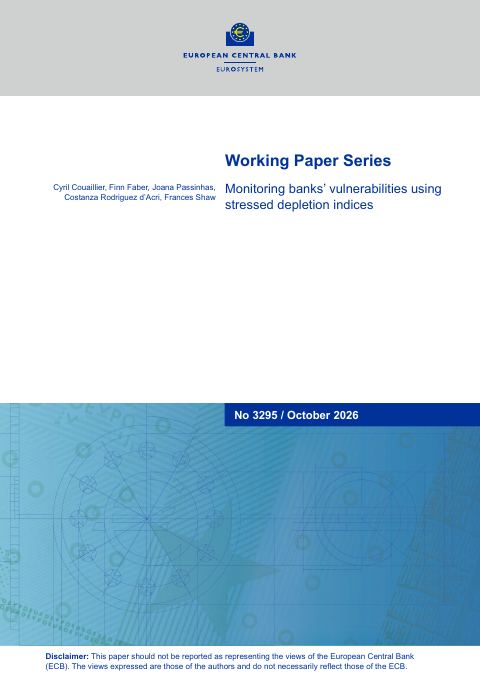 EUROPEAN CENTRAL BANK
EUROSYSTEM
Working Paper Series
Cyril Couaillier, Finn Faber, Joana Passinhas,
Costanza Rodriguez d'Acri, Frances Shaw
Monitoring banks' vulnerabilities using
stressed depletion indices
No 3295 / October 2026
Disclaimer: This paper should not be reported as representing the views of the European Central Bank
(ECB). The views expressed are those of the authors and do not necessarily reflect those of the ECB.